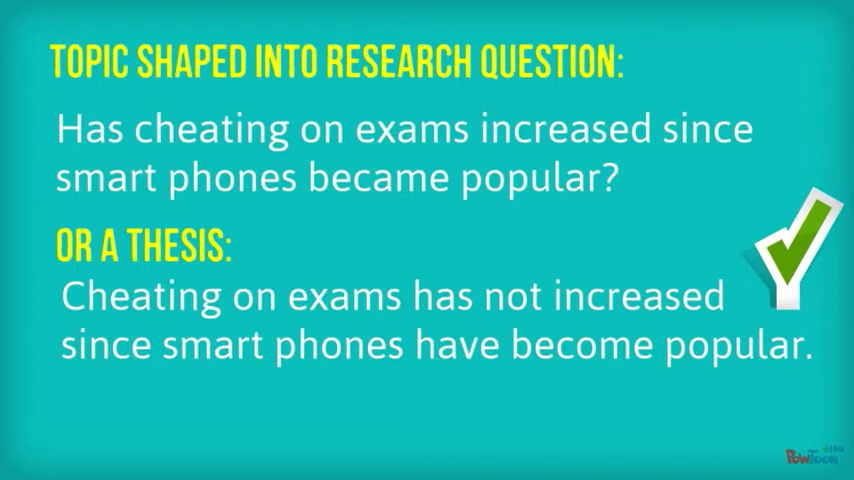 TOPIC SHAPED INTO RESEARCH QUESTION:
Has cheating on exams increased since
smart phones became popular?
OR A THESIS:
Cheating on exams has not increased
since smart phones have become popular.
+EDU
POWTOON